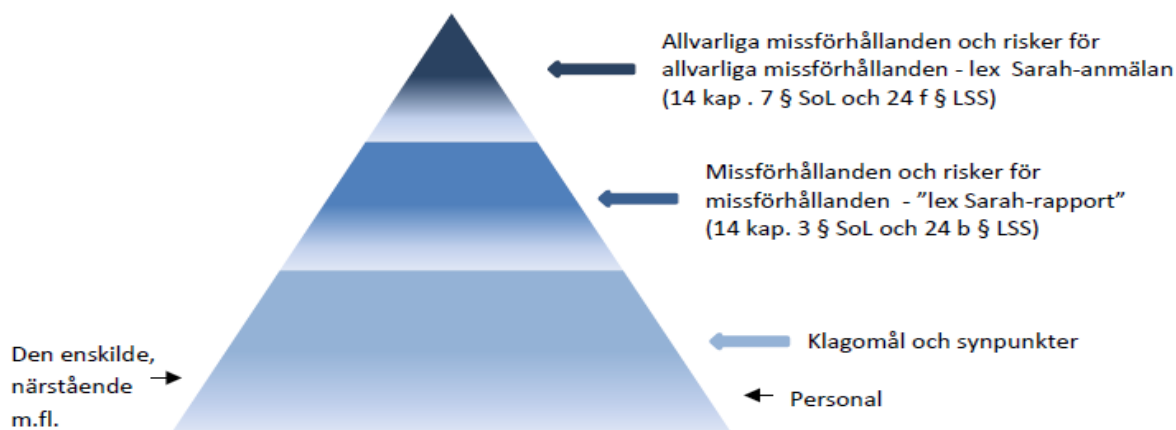 Allvarliga missförhållanden och risker för
allvarliga missförhållanden - lex Sarah-anmälan
(14 kap . 7 § SoL och 24 f § LSS)
Missförhållanden och risker för
missförhållanden - ”lex Sarah-rapport”
(14 kap. 3 § SoL och 24 b § LSS)
Klagomål och synpunkter
Den enskilde,
närstående
m.fl.
Personal